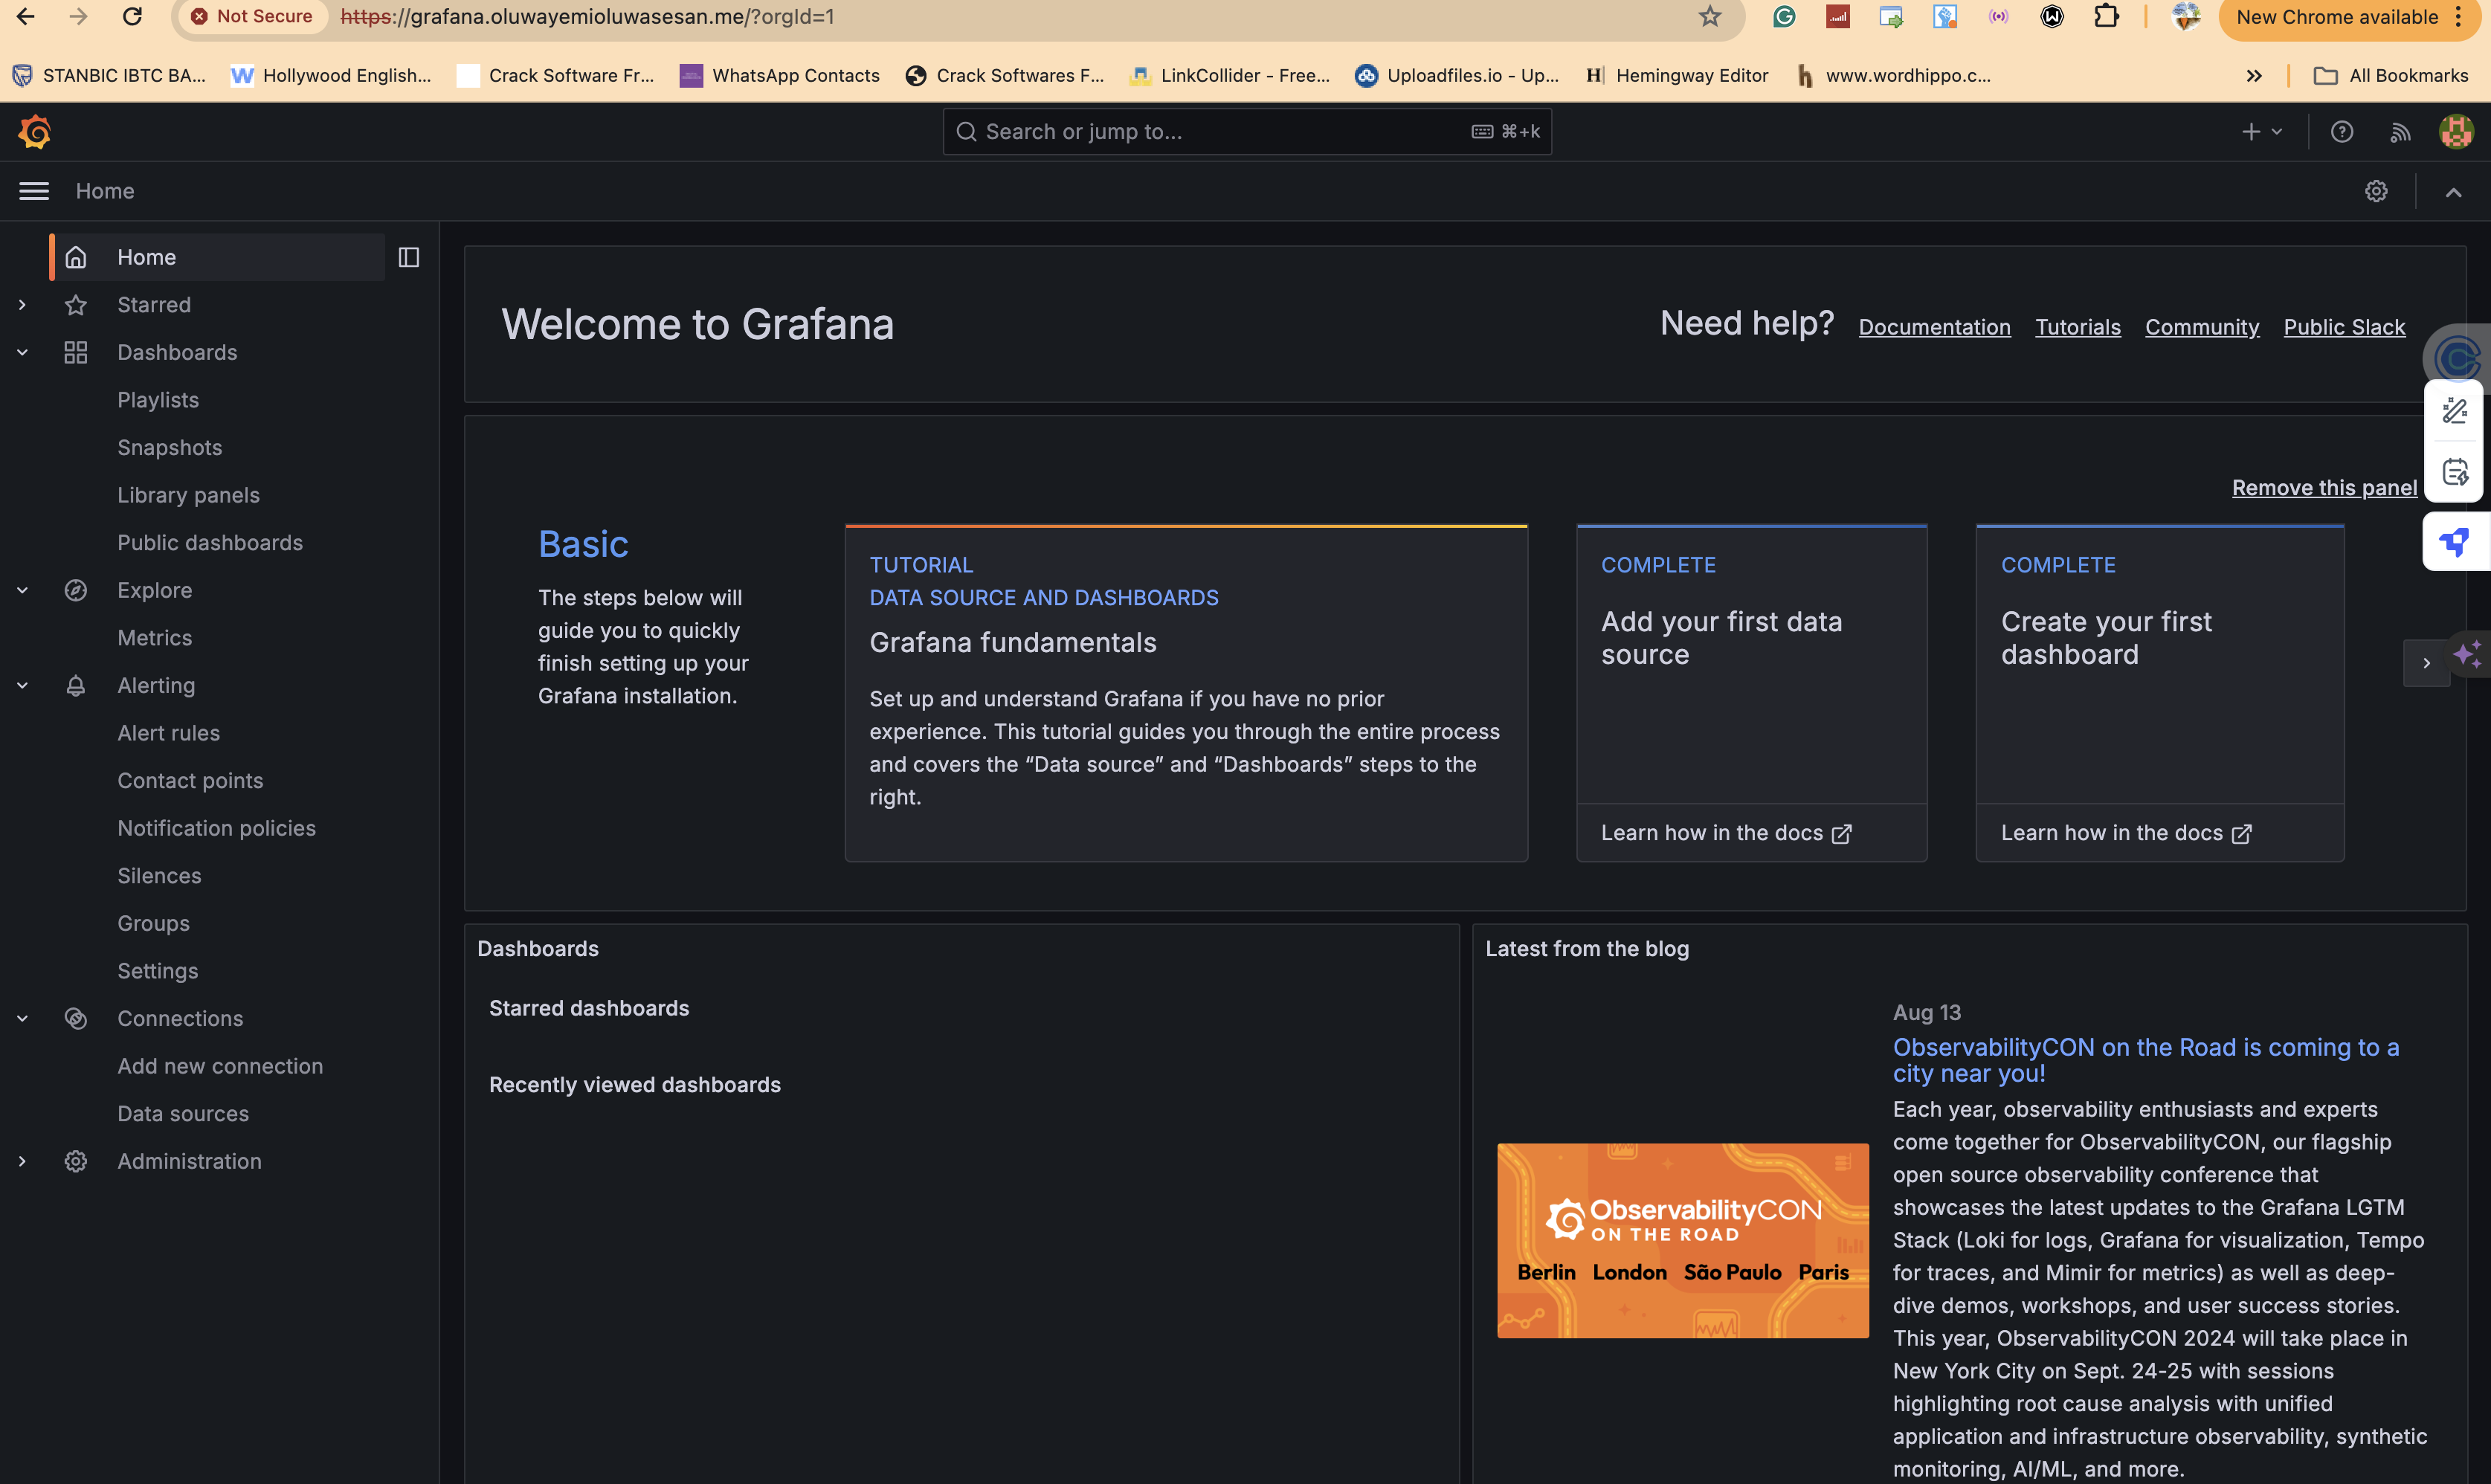 Not Secure
https://grafana.oluwayemioluwasesan.me/?orgId=1
New Chrome available
STANBIC IBTC BA...
Hollywood English...
Crack Software Fr...
WhatsApp Contacts
Crack Softwares F...
LinkCollider - Free...
Uploadfiles.io - Up...
Hemingway Editor
www.wordhippo.c...
All Bookmarks
Search or jump to...
⌘+k
Home
Home
Starred
Dashboards
Playlists
Snapshots
Library panels
Public dashboards
Explore
Metrics
Alerting
Alert rules
Contact points
Notification policies
Silences
Groups
Settings
Connections
Add new connection
Data sources
Administration
Welcome to Grafana
Need help?
Documentation
Tutorials
Community
Public Slack
Remove this panel
Basic
The steps below will
guide you to quickly
finish setting up your
Grafana installation.
TUTORIAL
DATA SOURCE AND DASHBOARDS
Grafana fundamentals
Set up and understand Grafana if you have no prior
experience. This tutorial guides you through the entire process
and covers the “Data source” and “Dashboards” steps to the
right.
COMPLETE
Add your first data
source
Learn how in the docs
COMPLETE
Create your first
dashboard
Learn how in the docs
Dashboards
Starred dashboards
Recently viewed dashboards
Latest from the blog
ObservabilityCON
ON THE ROAD
Berlin London São Paulo Paris
Aug 13
ObservabilityCON on the Road is coming to a
city near you!
Each year, observability enthusiasts and experts
come together for ObservabilityCON, our flagship
open source observability conference that
showcases the latest updates to the Grafana LGTM
Stack (Loki for logs, Grafana for visualization, Tempo
for traces, and Mimir for metrics) as well as deep-
dive demos, workshops, and user success stories.
This year, ObservabilityCON 2024 will take place in
New York City on Sept. 24-25 with sessions
highlighting root cause analysis with unified
application and infrastructure observability, synthetic
monitoring, AI/ML, and more.